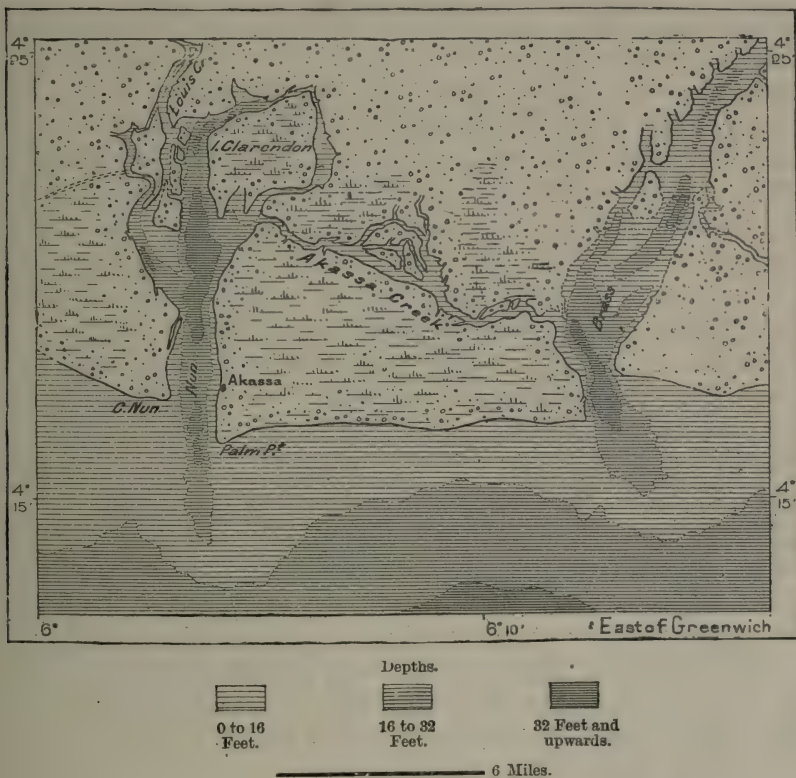 4°
25'
4°
25'
Louis Cr.
I. Clarendon
Akassa Creek
Brass
Nun
Akassa
C. Nun
Palm Pt.
4°
15'
4°
15'
6°
6° 10'
East of Greenwich
Depths.
0 to 16
Feet.
16 to 32
Feet.
32 Feet and
upwards.
6 Miles.